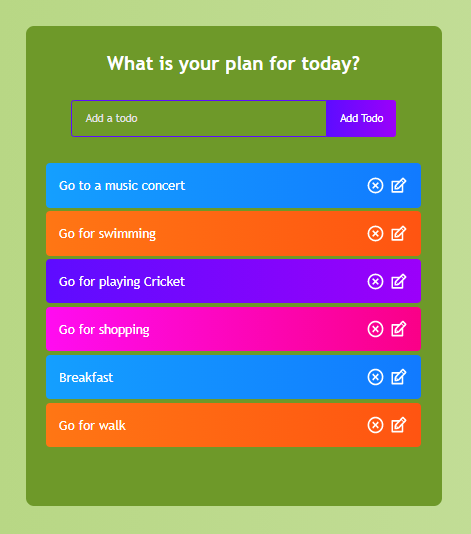 What is your plan for today?
Add a todo
Add Todo
Go to a music concert
Go for swimming
Go for playing Cricket
Go for shopping
Breakfast
Go for walk